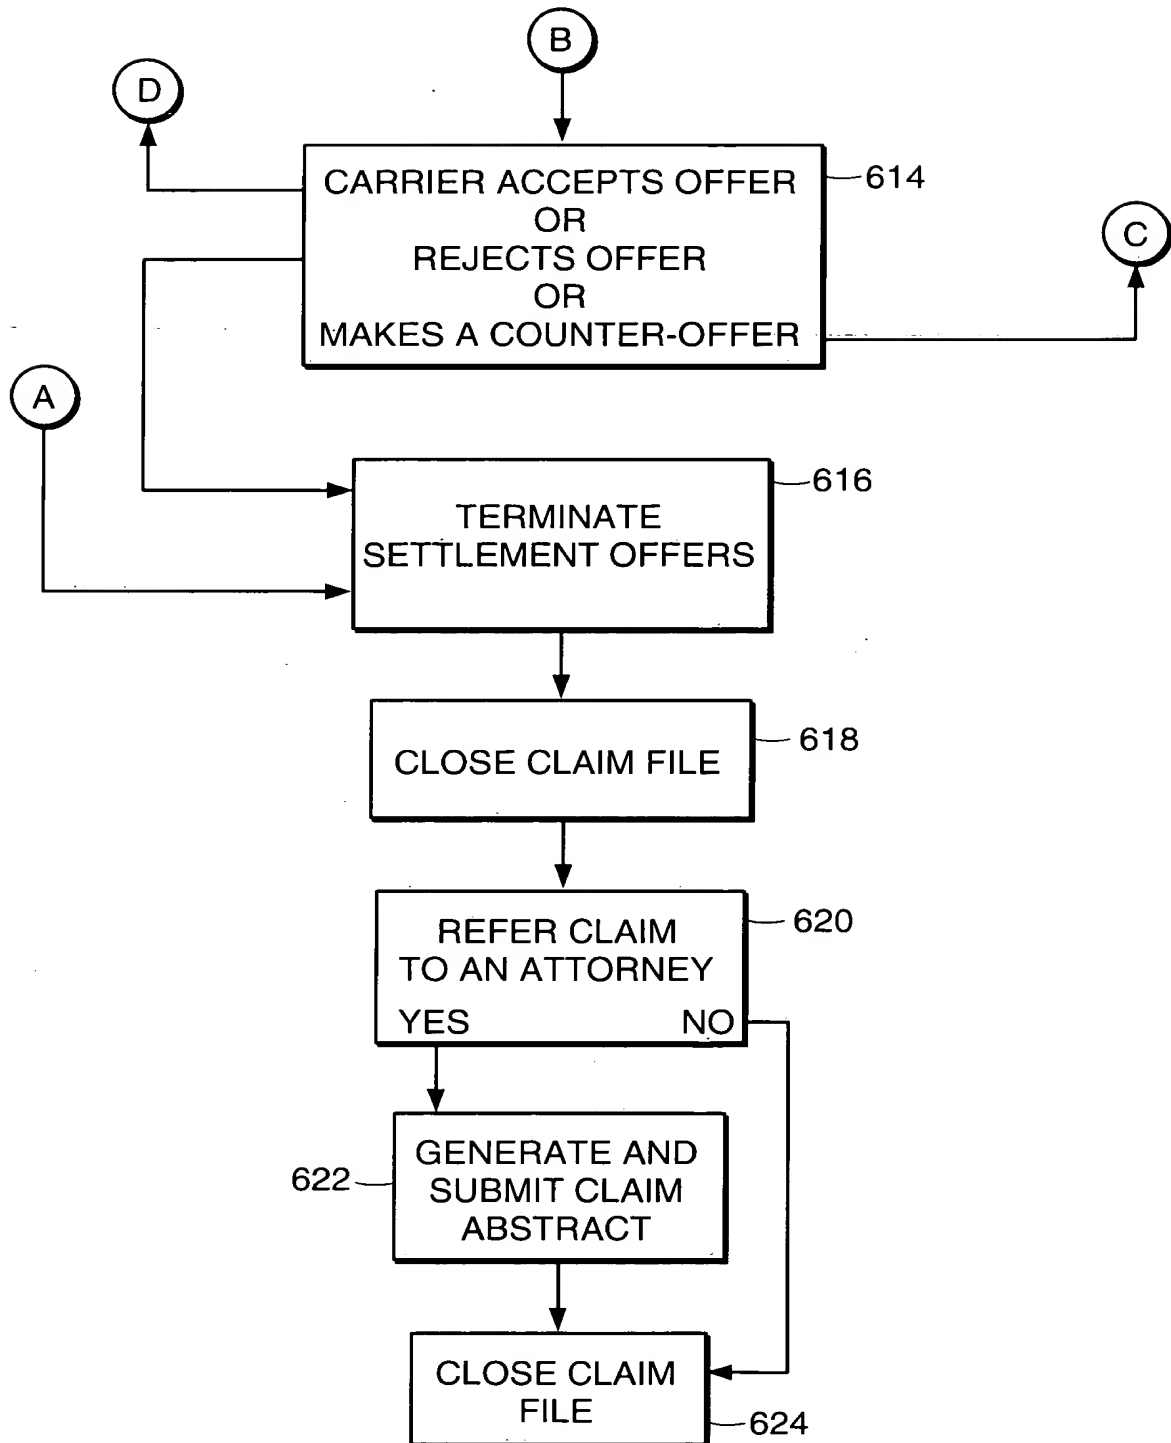 B
D
CARRIER ACCEPTS OFFER
OR
REJECTS OFFER
OR
MAKES A COUNTER-OFFER
614
C
A
TERMINATE
SETTLEMENT OFFERS
616
CLOSE CLAIM FILE
618
REFER CLAIM
TO AN ATTORNEY
YES NO
620
GENERATE AND
SUBMIT CLAIM
ABSTRACT
622
CLOSE CLAIM
FILE
624